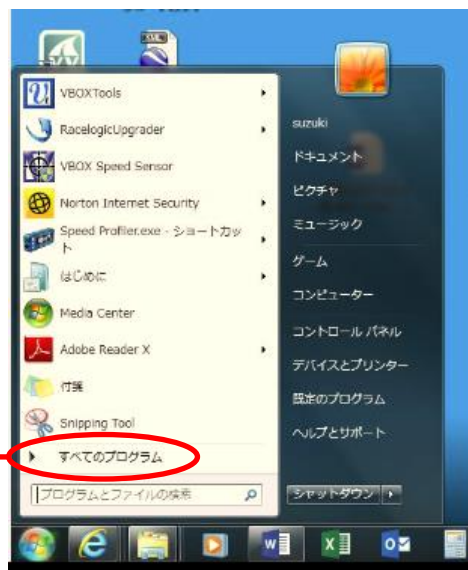 VBOXTools
RacelogicUpgrader
VBOX Speed Sensor
Norton Internet Security
Speed Profiler.exe - ショートカッ
ト
はじめに
Media Center
Adobe Reader X
付箋
Snipping Tool
すべてのプログラム
プログラムとファイルの検索
suzuki
ドキュメント
ピクチャ
ミュージック
ゲーム
コンピューター
コントロール パネル
デバイスとプリンター
既定のプログラム
ヘルプとサポート
シャットダウン